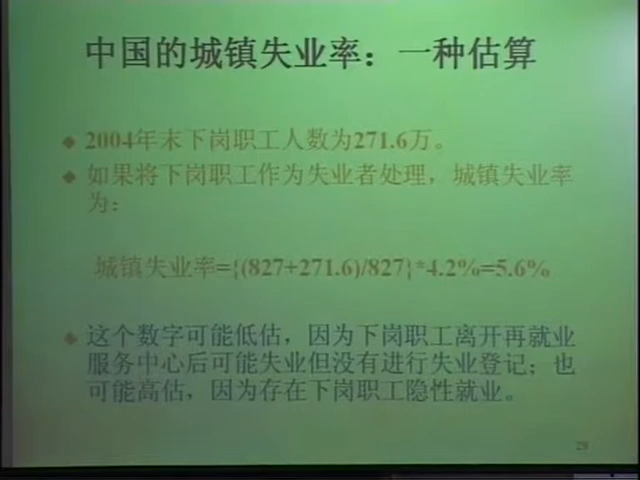 中国的城镇失业率：一种估算
◆ 2004年末下岗职工人数为271.6万。
◆ 如果将下岗职工作为失业者处理，城镇失业率
为：
城镇失业率={(827+271.6)/827}*4.2%=5.6%
◆ 这个数字可能低估，因为下岗职工离开再就业
服务中心后可能失业但没有进行失业登记；也
可能高估，因为存在下岗职工隐性就业。
29